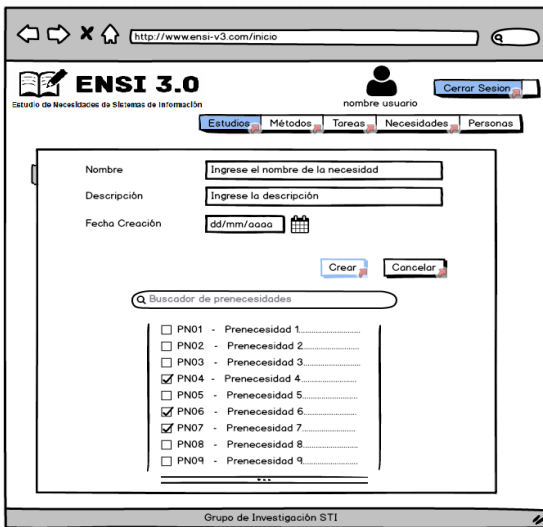 http://www.ensi-v3.com/inicio
ENSI 3.0
Estudio de Necesidades de Sistemas de Información
nombre usuario
Cerrar Sesion
Estudios Métodos Tareas Necesidades Personas
Nombre Ingrese el nombre de la necesidad
Descripción Ingrese la descripción
Fecha Creación dd/mm/aaaa
Crear Cancelar
Buscador de prenecesidades
PN01 - Prenecesidad 1..............................
PN02 - Prenecesidad 2..............................
PN03 - Prenecesidad 3..............................
PN04 - Prenecesidad 4..............................
PN05 - Prenecesidad 5..............................
PN06 - Prenecesidad 6..............................
PN07 - Prenecesidad 7..............................
PN08 - Prenecesidad 8..............................
PN09 - Prenecesidad 9..............................
Grupo de Investigación STI